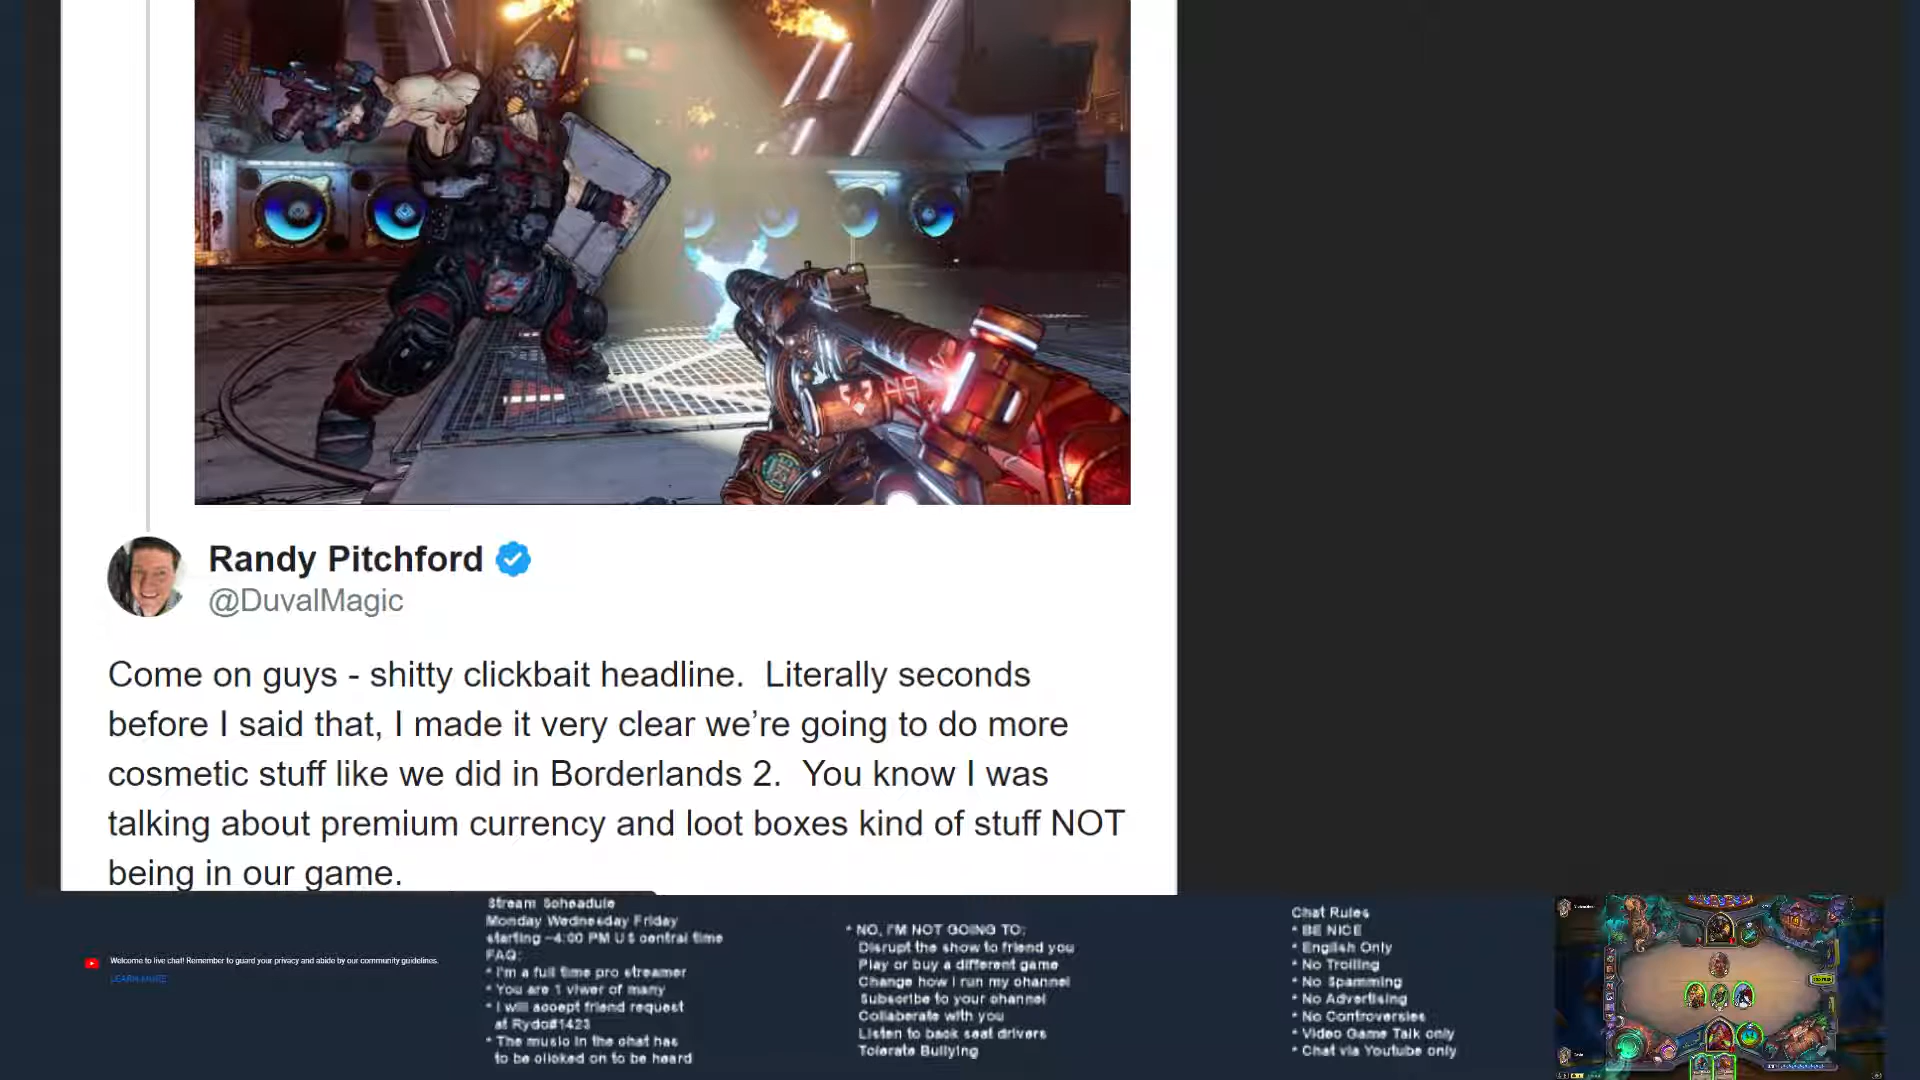 49
Randy Pitchford
@DuvalMagic
Come on guys - shitty clickbait headline.  Literally seconds
before I said that, I made it very clear we’re going to do more
cosmetic stuff like we did in Borderlands 2.  You know I was
talking about premium currency and loot boxes kind of stuff NOT
being in our game.
Welcome to live chat! Remember to guard your privacy and abide by our community guidelines.
LEARN MORE
Stream Scheadule
Monday Wednesday Friday
starting ~4:00 PM US central time
FAQ:
* I'm a full time pro streamer
* You are 1 viwer of many
* I will accept friend request
at Rydo#1423
* The music in the chat has
to be clicked on to be heard
* NO, I'M NOT GOING TO:
Disrupt the show to friend you
Play or buy a different game
Change how I run my channel
Subscribe to your channel
Collaberate with you
Listen to back seat drivers
Tolerate Bullying
Chat Rules
* BE NICE
* English Only
* No Trolling
* No Spamming
* No Advertising
* No Controversies
* Video Game Talk only
* Chat via Youtube only